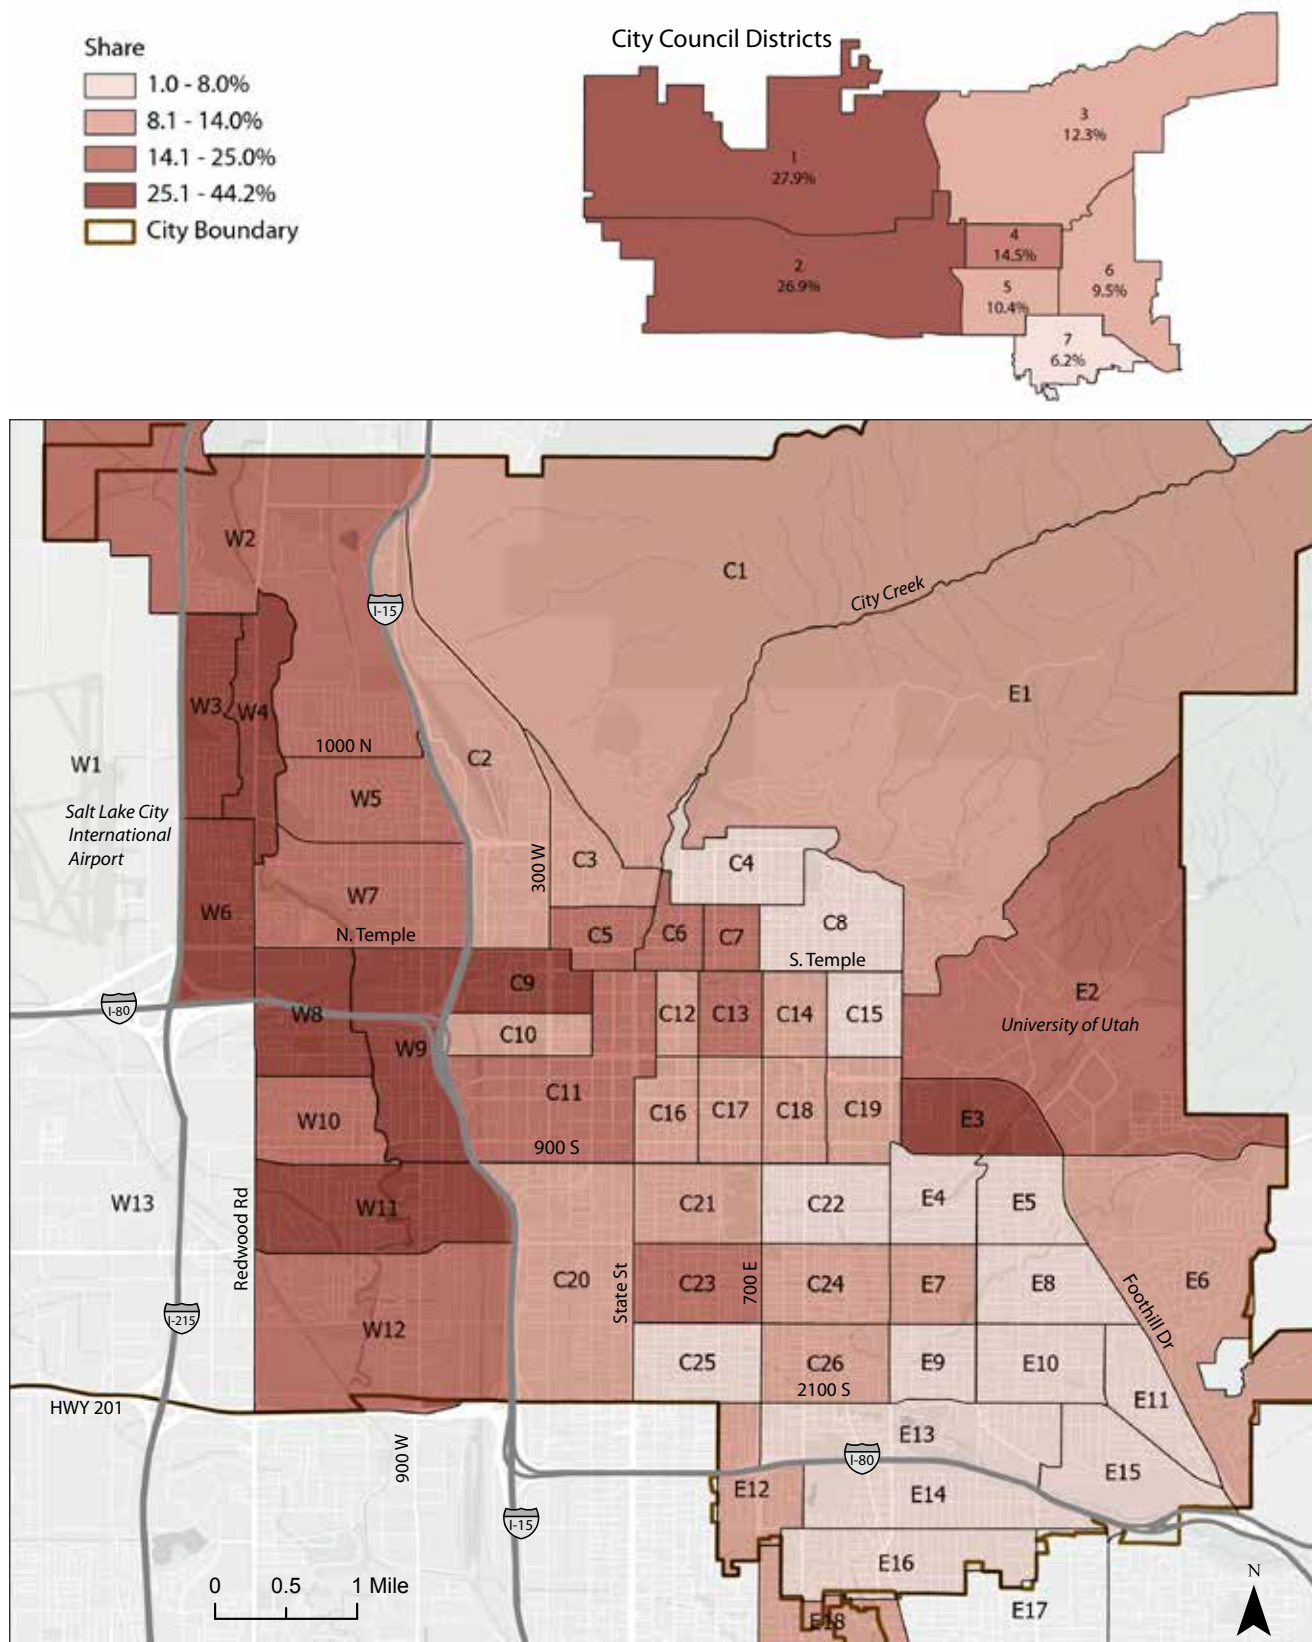 Share
1.0 - 8.0%
8.1 - 14.0%
14.1 - 25.0%
25.1 - 44.2%
City Boundary
City Council Districts
1
27.9%
2
26.9%
3
12.3%
4
14.5%
5
10.4%
6
9.5%
7
6.2%
W2
C1
City Creek
I-15
E1
W3
W4
1000 N
C2
W1
W5
Salt Lake City
International
Airport
300 W
C3
C4
W7
W6
N. Temple
C5
C6
C7
C8
S. Temple
C9
E2
University of Utah
I-80
W8
C10
C12
C13
C14
C15
W9
C11
W10
C16
C17
C18
C19
E3
900 S
W13
Redwood Rd
W11
C21
C22
E4
E5
C20
State St
C23
700 E
C24
E7
E8
E6
Foothill Dr
I-215
W12
C25
C26
2100 S
E9
E10
E11
HWY 201
900 W
E13
I-80
E12
E15
E14
I-15
E16
E17
E18
0 0.5 1 Mile
N